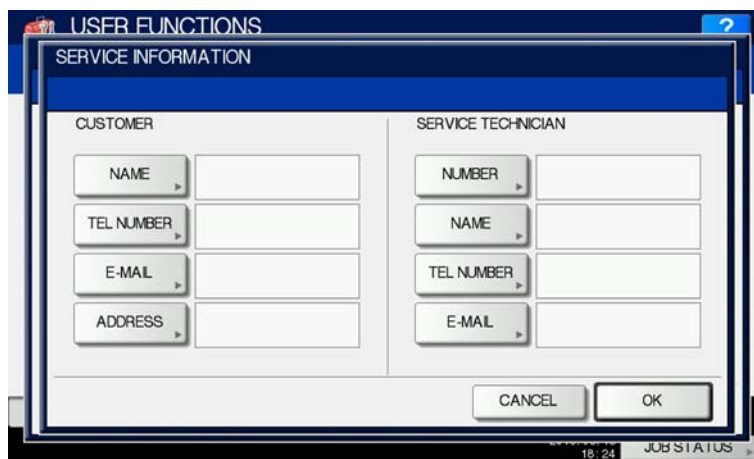 USER FUNCTIONS
?
SERVICE INFORMATION
CUSTOMER
NAME
TEL NUMBER
E-MAIL
ADDRESS
SERVICE TECHNICIAN
NUMBER
NAME
TEL NUMBER
E-MAIL
CANCEL
OK
18:24
JOB STATUS